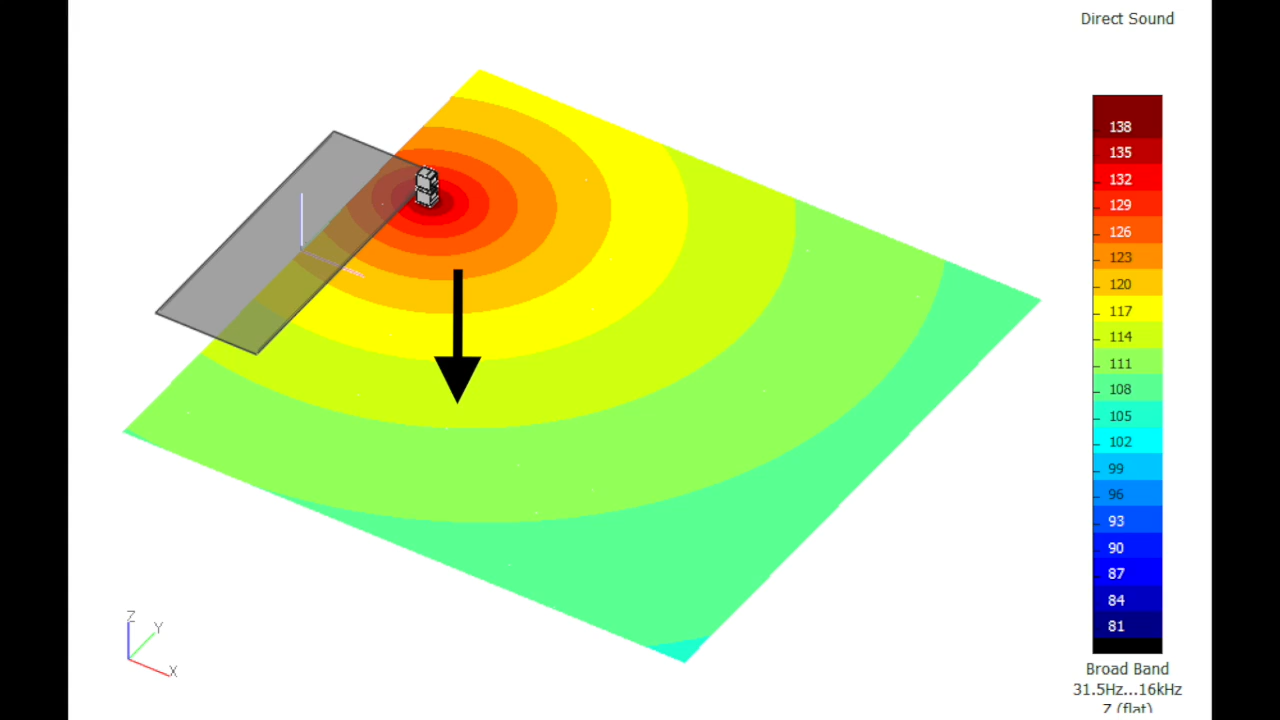 Direct Sound
138
135
132
129
126
123
120
117
114
111
108
105
102
99
96
93
90
87
84
81
Broad Band
31.5Hz...16kHz
Z (flat)
Z
Y
X